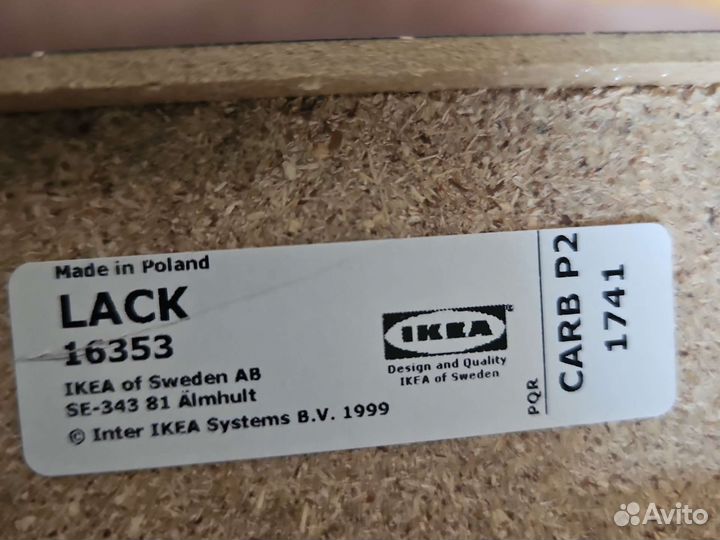 Made in Poland
LACK
16353
IKEA of Sweden AB
SE-343 81 Älmhult
© Inter IKEA Systems B.V. 1999
IKEA®
Design and Quality
IKEA of Sweden
PQR
CARB P2
1741
Avito